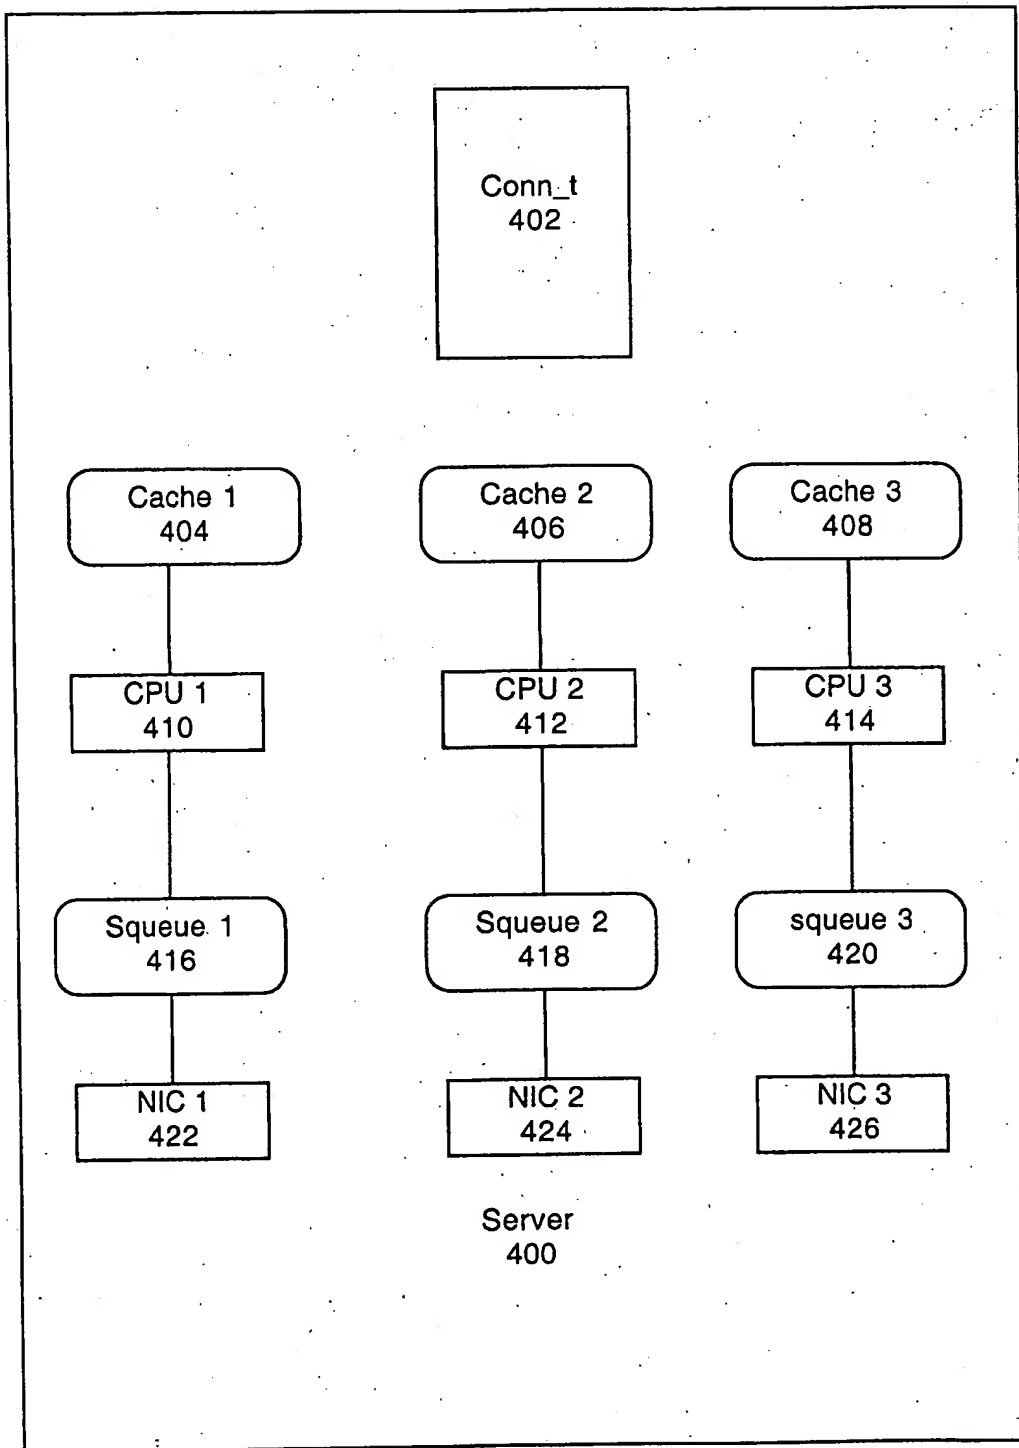 Conn_t
402
Cache 1
404
Cache 2
406
Cache 3
408
CPU 1
410
CPU 2
412
CPU 3
414
Squeue 1
416
Squeue 2
418
squeue 3
420
NIC 1
422
NIC 2
424
NIC 3
426
Server
400